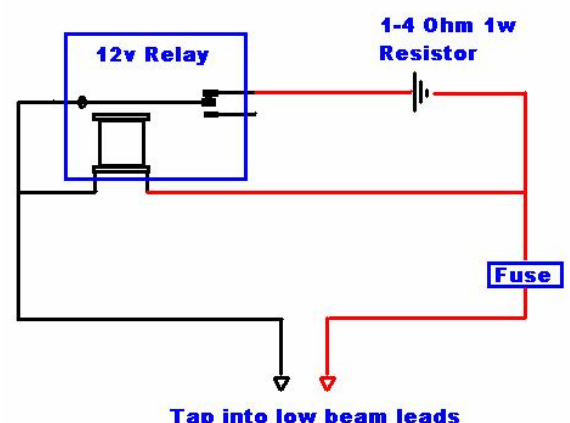 1-4 Ohm 1w
Resistor
12v Relay
Fuse
Tap into low beam leads